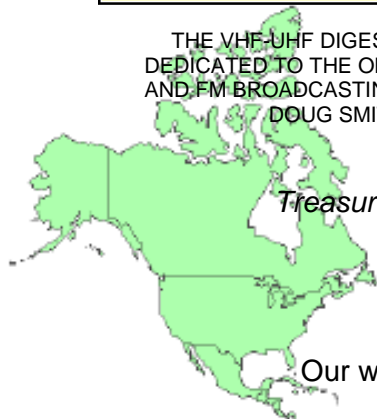 THE VHF-UHF DIGES
DEDICATED TO THE O
AND FM BROADCASTIN
DOUG SMI
Treasur
Our w